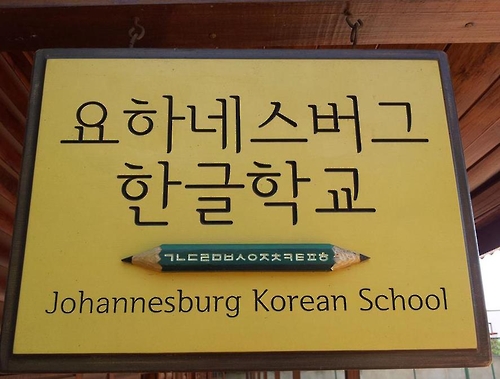 요하네스버그
한글학교
ㄱㄴㄷㄹㅁㅂㅅㅇㅈㅊㅋㅌㅍㅎ
Johannesburg Korean School